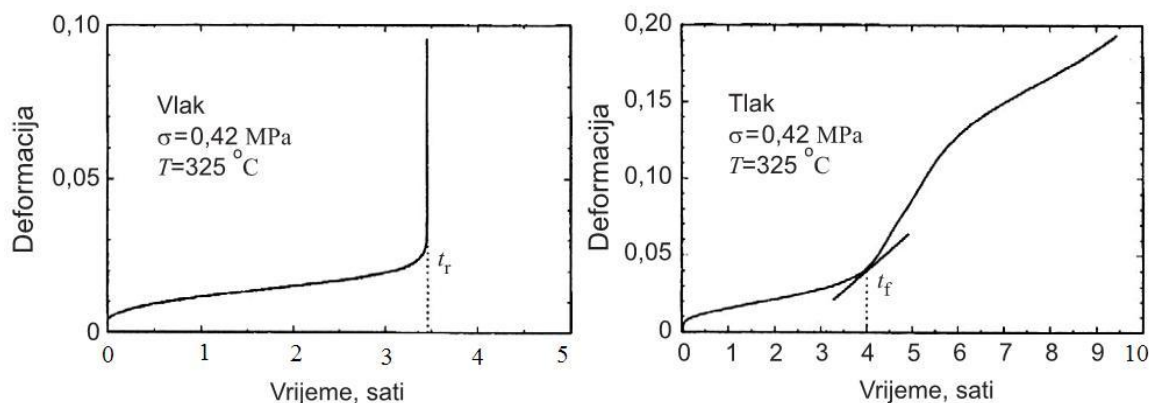 0,10
0,05
0
Deformacija
Vlak
σ=0,42 MPa
T=325 °C
t_r
0 1 2 3 4 5
Vrijeme, sati
0,20
0,15
0,10
0,05
0
Deformacija
Tlak
σ=0,42 MPa
T=325 °C
t_f
0 1 2 3 4 5 6 7 8 9 10
Vrijeme, sati